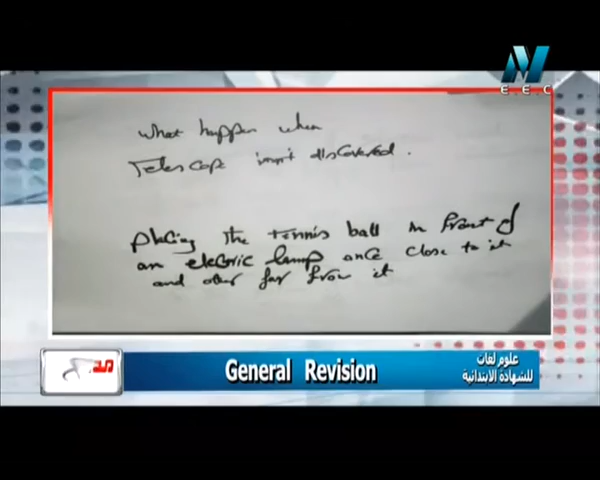 N
E.E.C
what happen when
Telescope isn't discovered.
placing the tennis ball in front of
an electric lamp once close to it
and other far from it
General Revision
علوم لغات
للشهادة الابتدائية